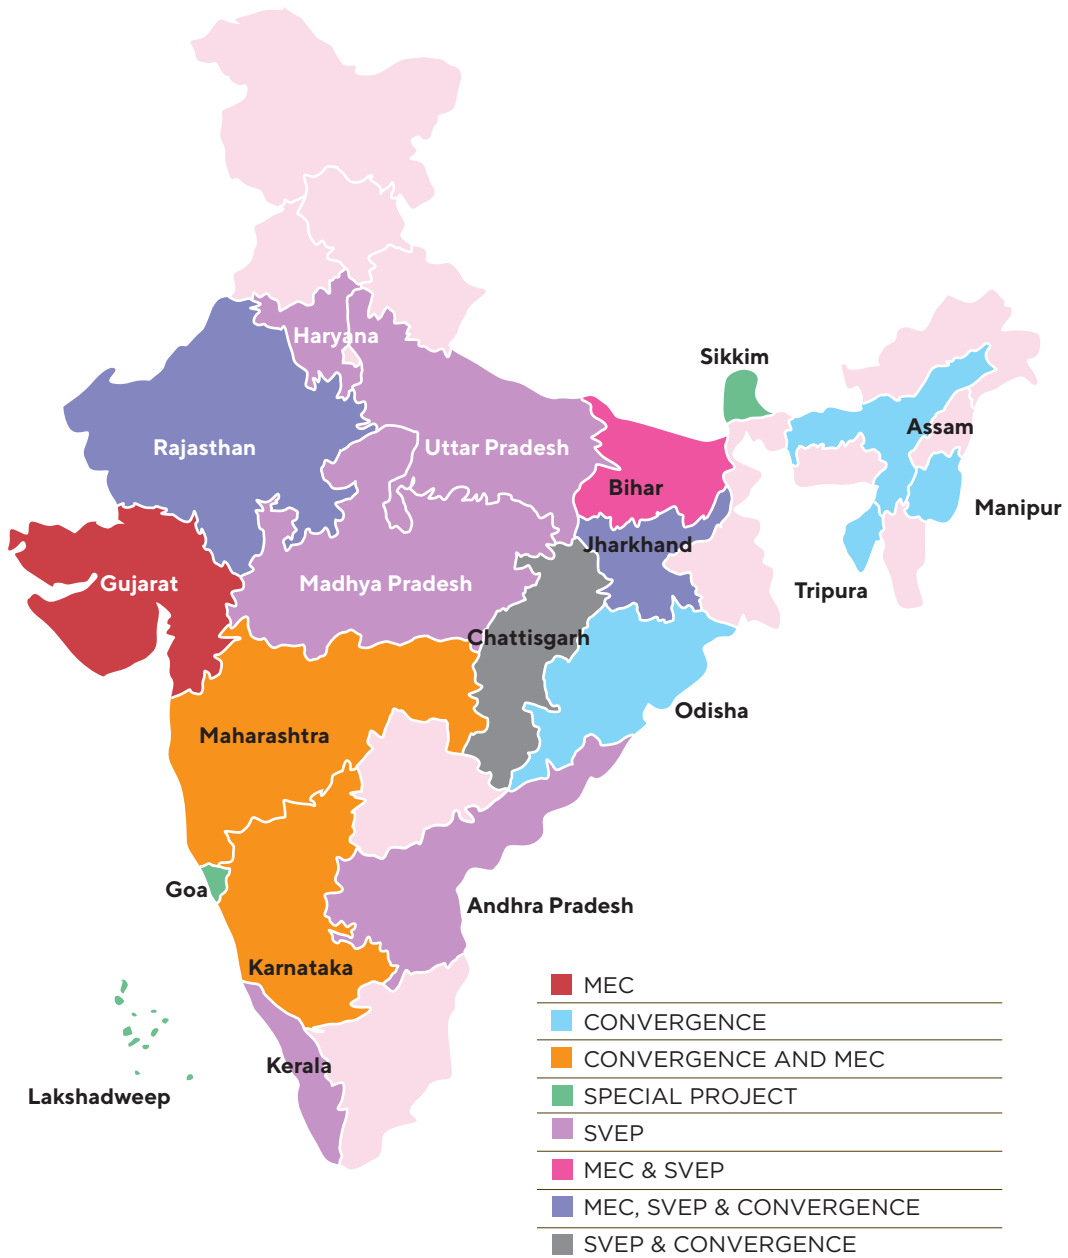 Haryana
Sikkim
Rajasthan
Uttar Pradesh
Assam
Bihar
Manipur
Jharkhand
Gujarat
Madhya Pradesh
Tripura
Chattisgarh
Odisha
Maharashtra
Goa
Andhra Pradesh
Karnataka
Kerala
Lakshadweep
MEC
CONVERGENCE
CONVERGENCE AND MEC
SPECIAL PROJECT
SVEP
MEC & SVEP
MEC, SVEP & CONVERGENCE
SVEP & CONVERGENCE